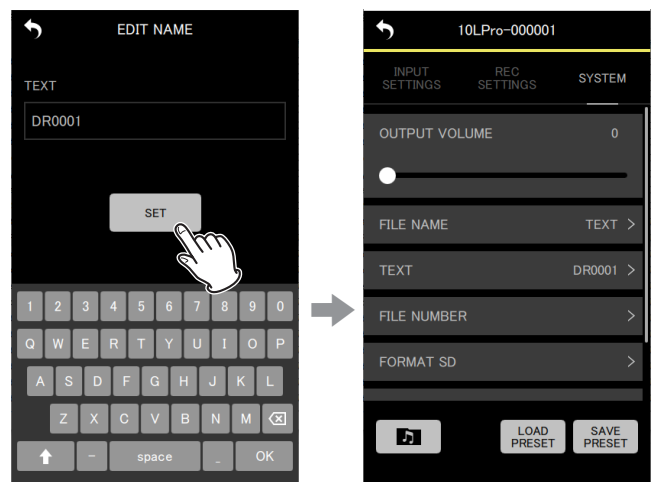 EDIT NAME
TEXT
DR0001
SET
1 2 3 4 5 6 7 8 9 0
Q W E R T Y U I O P
A S D F G H J K L
Z X C V B N M
- space _ OK
10LPro-000001
INPUT SETTINGS
REC SETTINGS
SYSTEM
OUTPUT VOLUME 0
FILE NAME TEXT >
TEXT DR0001 >
FILE NUMBER >
FORMAT SD >
LOAD PRESET
SAVE PRESET